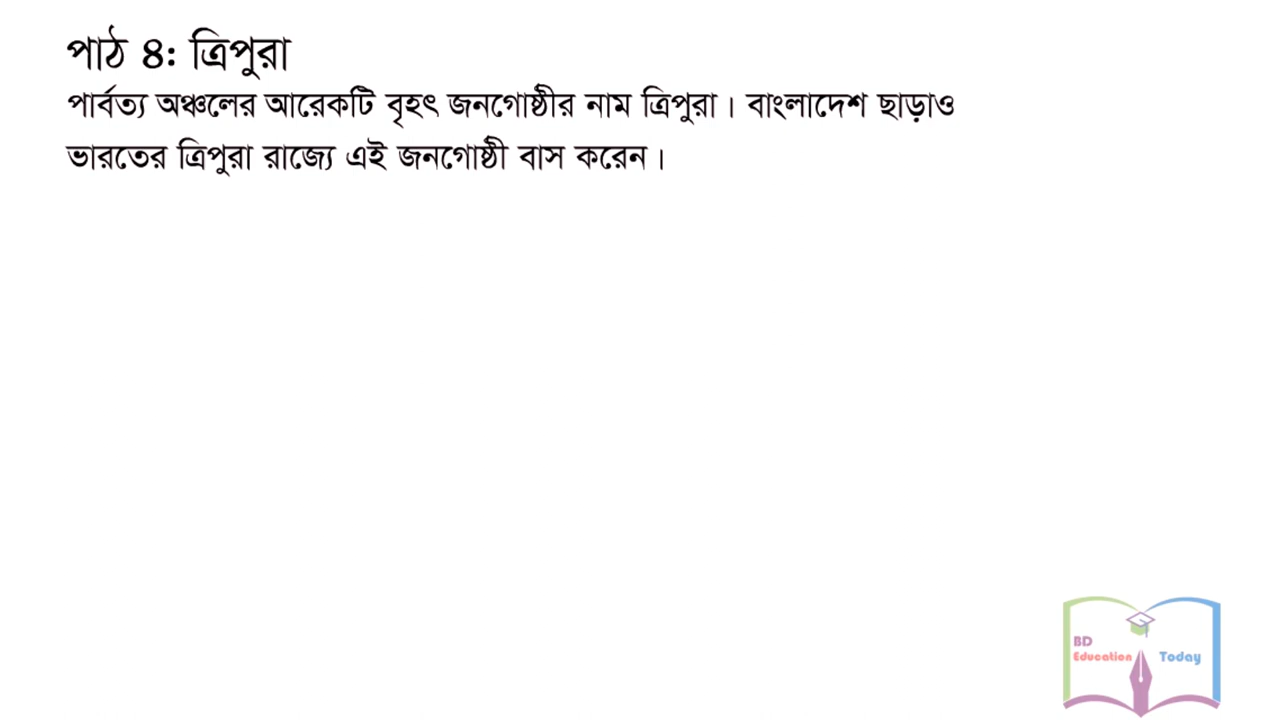 পাঠ ৪: ত্রিপুরা
পার্বত্য অঞ্চলের আরেকটি বৃহৎ জনগোষ্ঠীর নাম ত্রিপুরা। বাংলাদেশ ছাড়াও
ভারতের ত্রিপুরা রাজ্যে এই জনগোষ্ঠী বাস করেন।
BD
Education Today